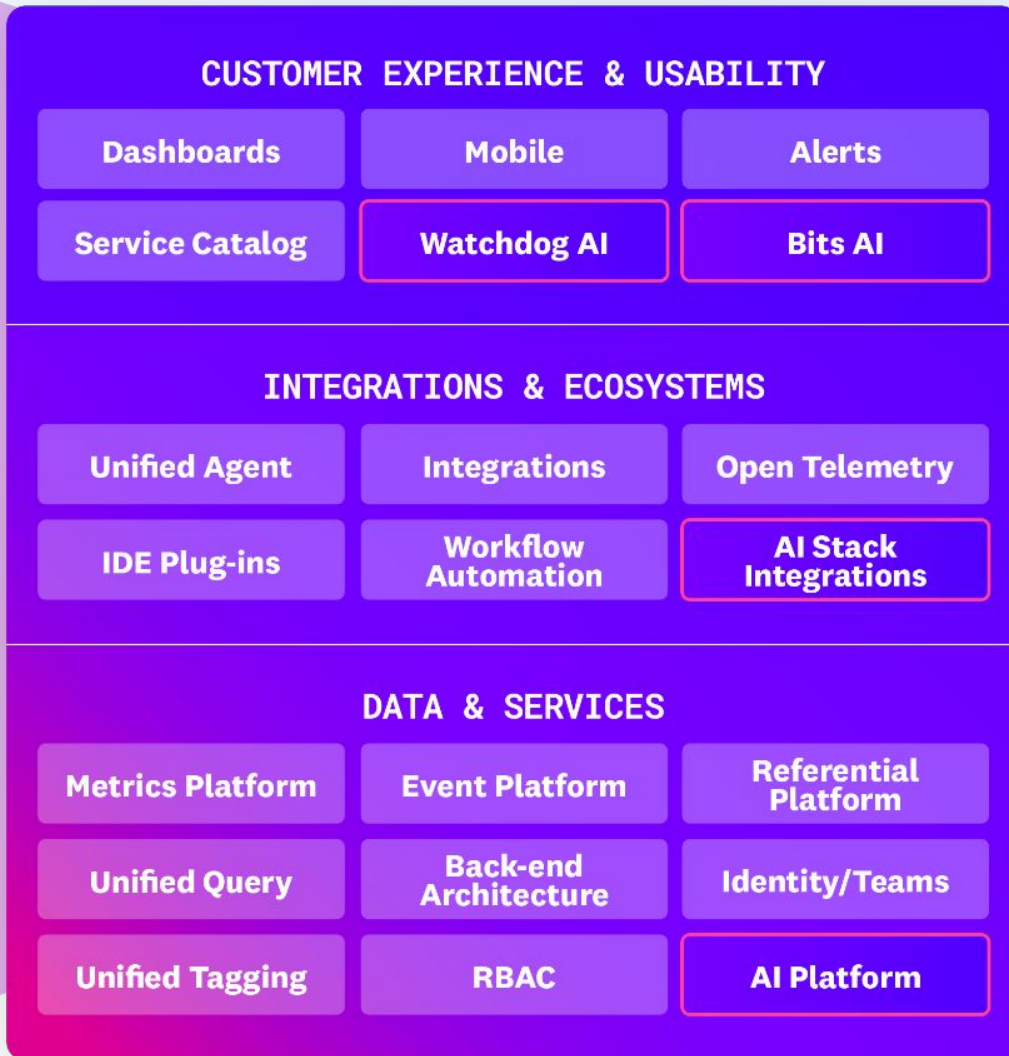 CUSTOMER EXPERIENCE & USABILITY
Dashboards
Mobile
Alerts
Service Catalog
Watchdog AI
Bits AI
INTEGRATIONS & ECOSYSTEMS
Unified Agent
Integrations
Open Telemetry
IDE Plug-ins
Workflow
Automation
AI Stack
Integrations
DATA & SERVICES
Metrics Platform
Event Platform
Referential
Platform
Unified Query
Back-end
Architecture
Identity/Teams
Unified Tagging
RBAC
AI Platform